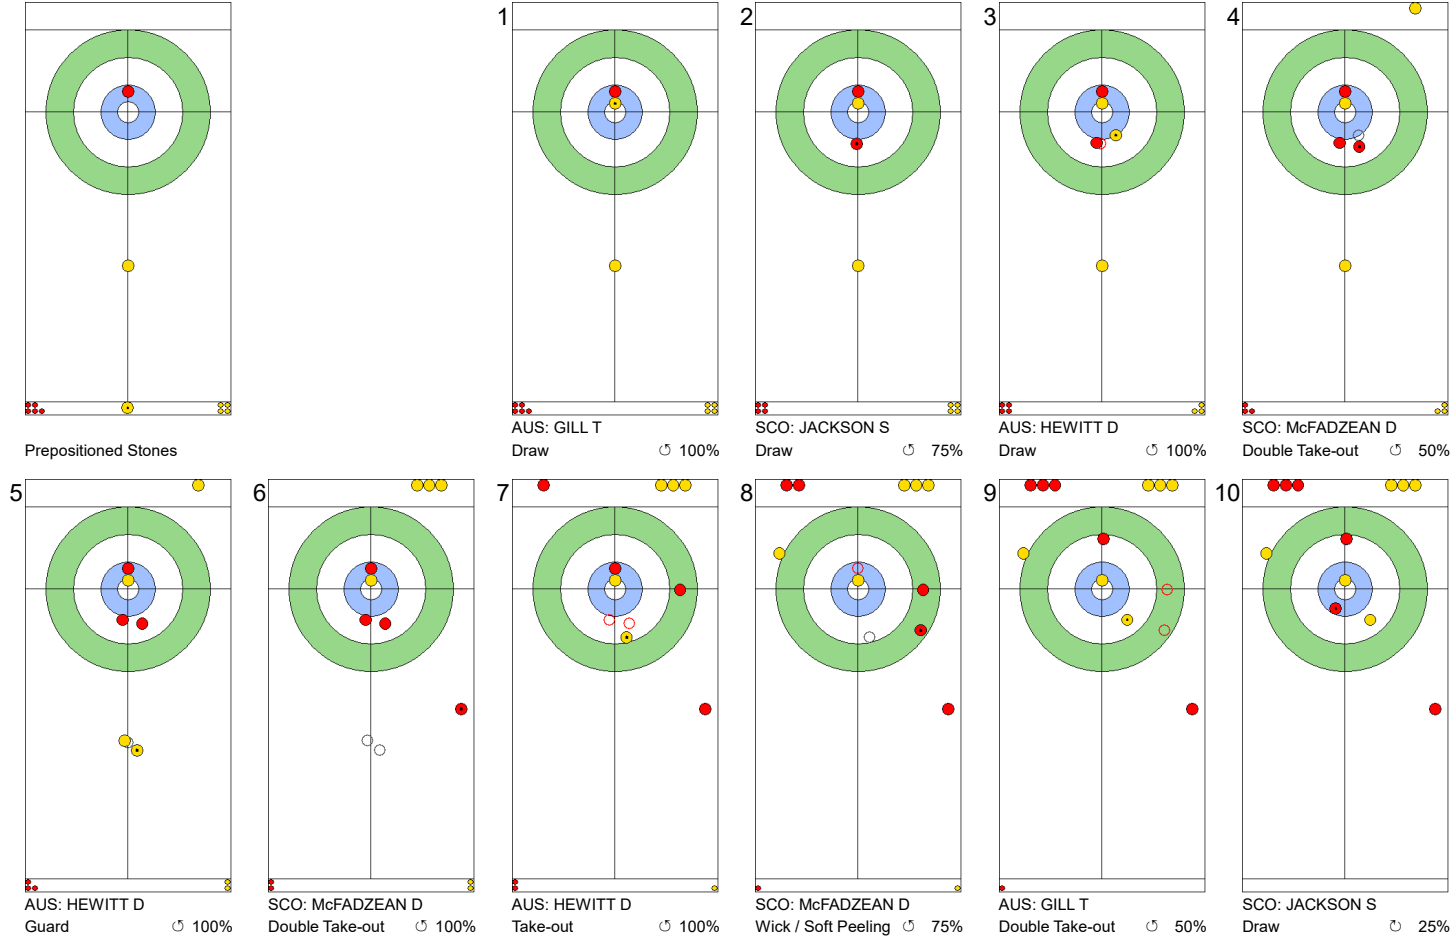 1
2
3
4
Prepositioned Stones
AUS: GILL T
Draw 100%
SCO: JACKSON S
Draw 75%
AUS: HEWITT D
Draw 100%
SCO: McFADZEAN D
Double Take-out 50%
5
6
7
8
9
10
AUS: HEWITT D
Guard 100%
SCO: McFADZEAN D
Double Take-out 100%
AUS: HEWITT D
Take-out 100%
SCO: McFADZEAN D
Wick / Soft Peeling 75%
AUS: GILL T
Double Take-out 50%
SCO: JACKSON S
Draw 25%